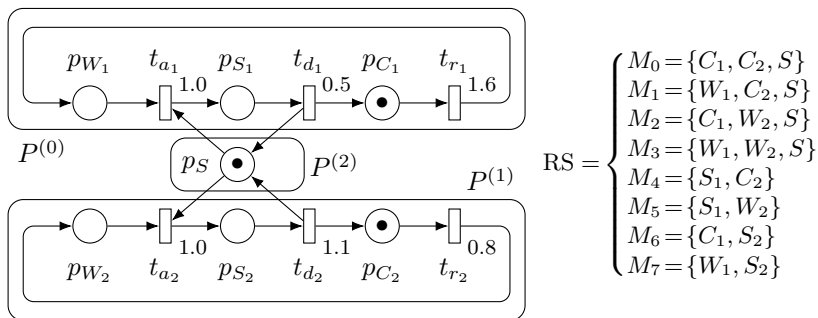 p_{W_1} t_{a_1} p_{S_1} t_{d_1} p_{C_1} t_{r_1}
1.0 0.5 1.6
P^{(0)} p_S P^{(2)} P^{(1)}
1.0 1.1 0.8
p_{W_2} t_{a_2} p_{S_2} t_{d_2} p_{C_2} t_{r_2}
RS =
M_0 = {C_1, C_2, S}
M_1 = {W_1, C_2, S}
M_2 = {C_1, W_2, S}
M_3 = {W_1, W_2, S}
M_4 = {S_1, C_2}
M_5 = {S_1, W_2}
M_6 = {C_1, S_2}
M_7 = {W_1, S_2}